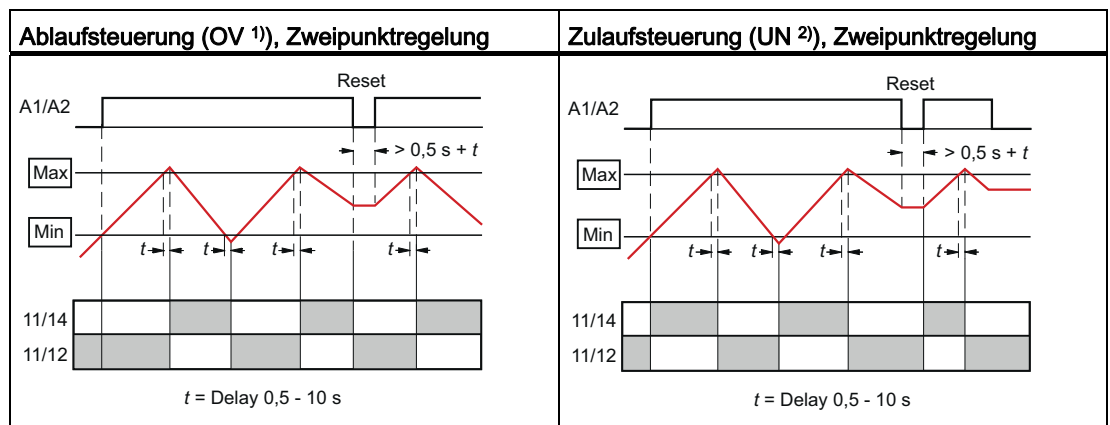 Ablaufsteuerung (OV 1)), Zweipunktregelung
Reset
A1/A2
> 0,5 s + t
Max
Min
t t t t
11/14
11/12
t = Delay 0,5 - 10 s
Zulaufsteuerung (UN 2)), Zweipunktregelung
Reset
A1/A2
> 0,5 s + t
Max
Min
t t t t
11/14
11/12
t = Delay 0,5 - 10 s